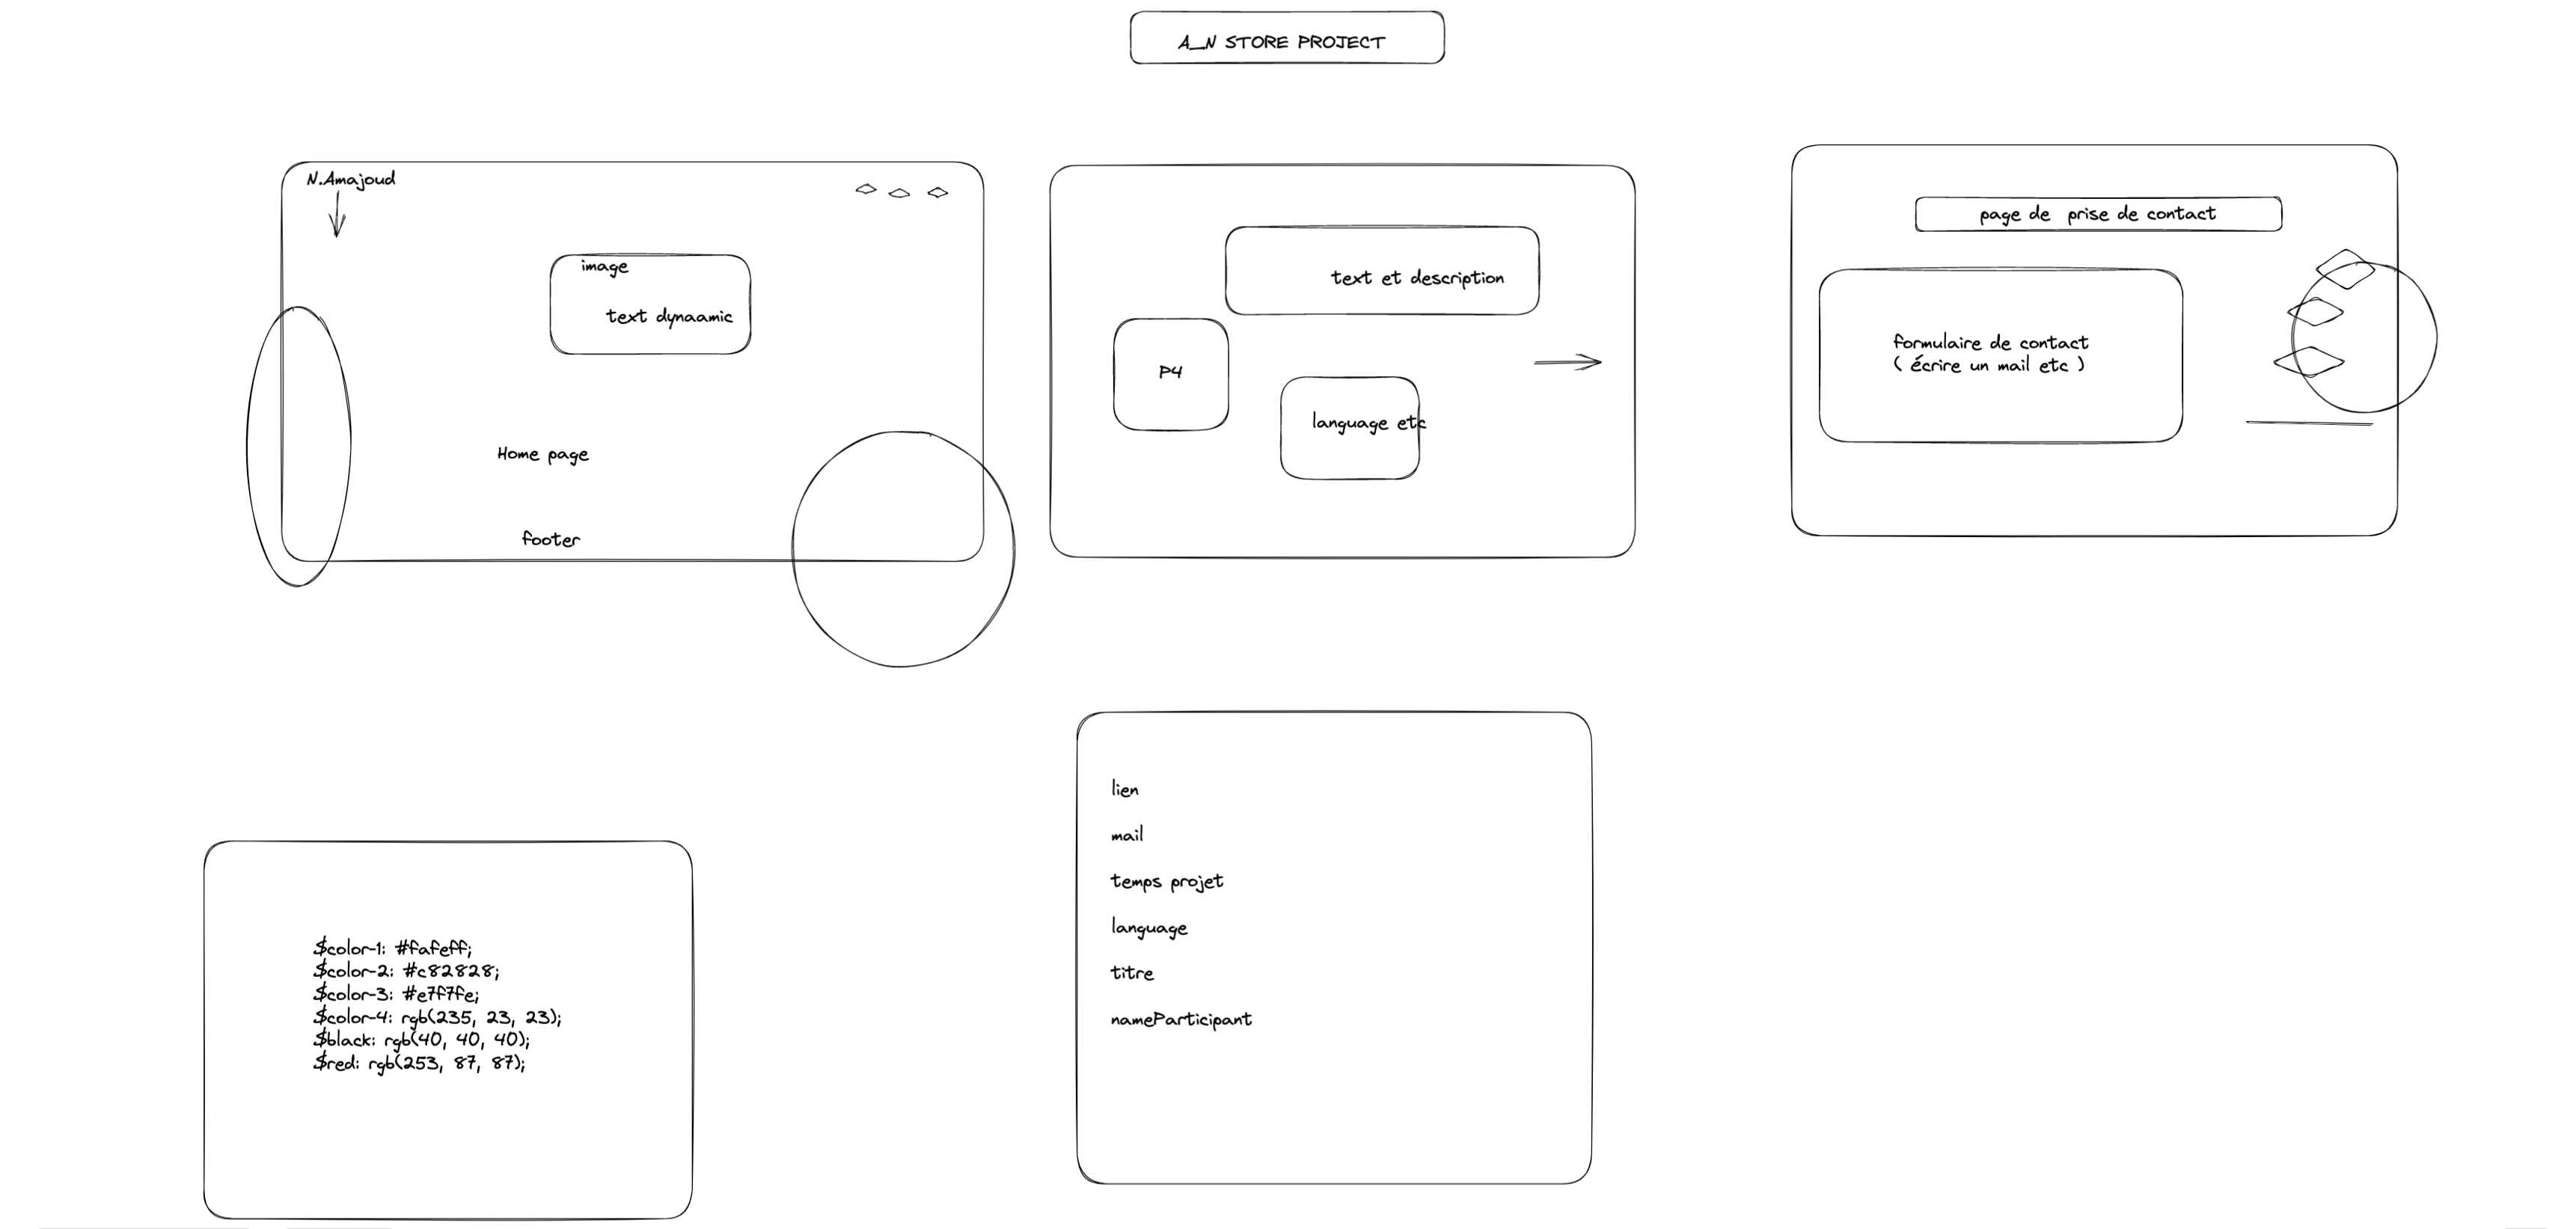 A_N STORE PROJECT
N.Amajoud
image
text dynaamic
Home page
footer
text et description
P4
language etc
page de prise de contact
formulaire de contact
( écrire un mail etc )
$color-1: #fafeff;
$color-2: #c82828;
$color-3: #e7f7fe;
$color-4: rgb(235, 23, 23);
$black: rgb(40, 40, 40);
$red: rgb(253, 87, 87);
lien
mail
temps projet
language
titre
nameParticipant